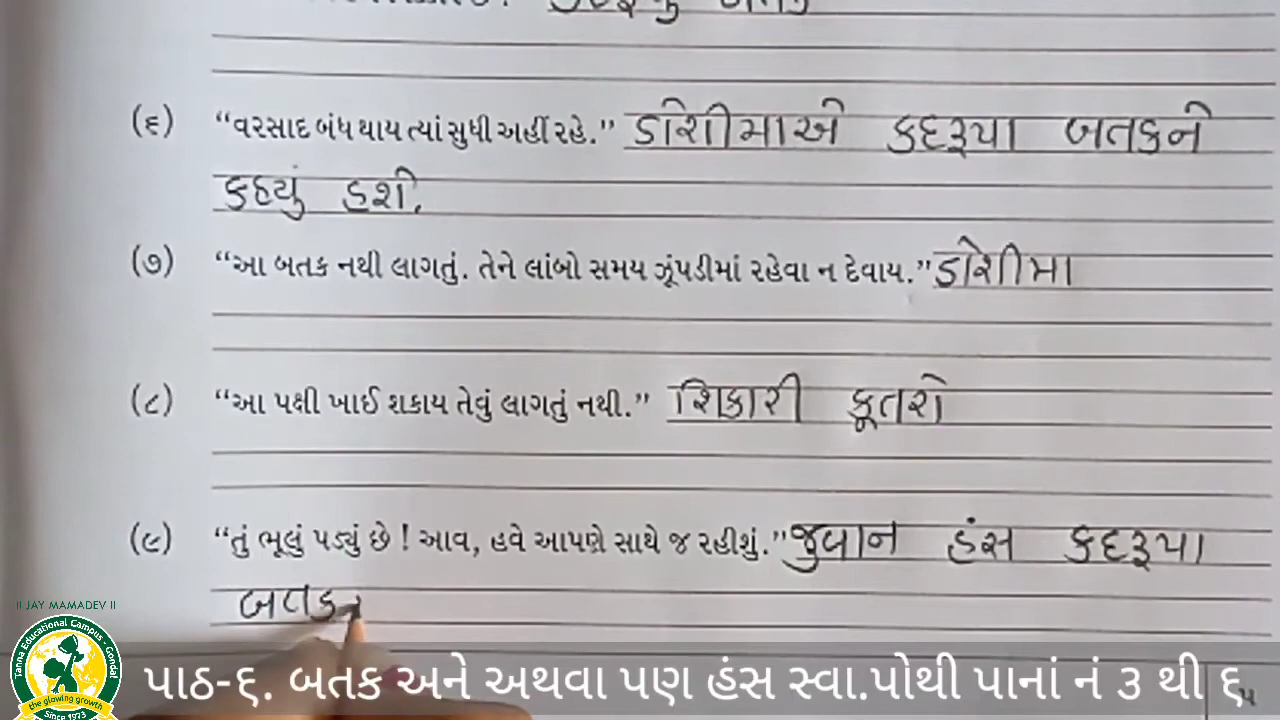 (૬) “વરસાદ બંધ થાય ત્યાં સુધી અહીં રહે.” ડોશીમાએ કદરૂપા બતકને
કહ્યું હશે.
(૭) “આ બતક નથી લાગતું. તેને લાંબો સમય ઝૂંપડીમાં રહેવા ન દેવાય.” ડોશીમા
(૮) “આ પક્ષી ખાઈ શકાય તેવું લાગતું નથી.” શિકારી કૂતરો
(૯) “તું ભૂલું પડ્યું છે ! આવ, હવે આપણે સાથે જ રહીશું.” જુવાન હંસ કદરૂપા
બતક
॥ JAY MAMADEV ॥
Tanna Educational Campus - Gondal
the glowing growth
Since 1973
પાઠ-૬. બતક અને અથવા પણ હંસ સ્વા.પોથી પાનાં નં ૩ થી ૬